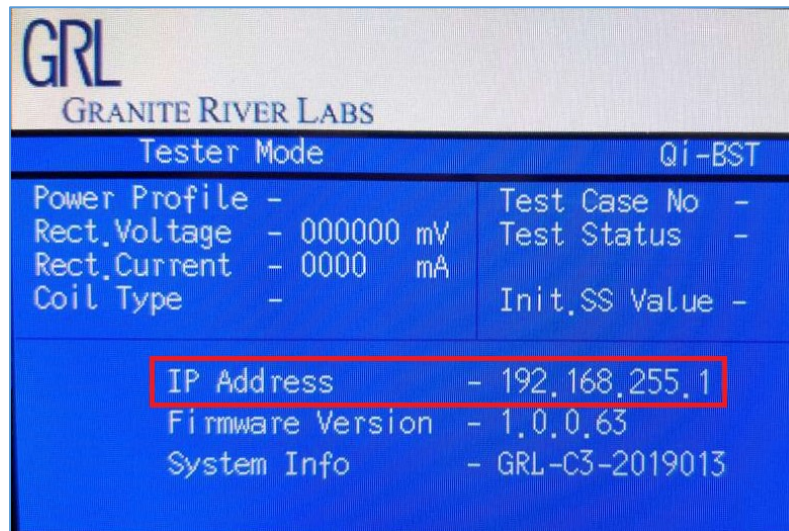 GRL
GRANITE RIVER LABS
Tester Mode Qi-BST
Power Profile - Test Case No -
Rect.Voltage - 000000 mV Test Status -
Rect.Current - 0000 mA
Coil Type - Init.SS Value -
IP Address - 192.168.255.1
Firmware Version - 1.0.0.63
System Info - GRL-C3-2019013